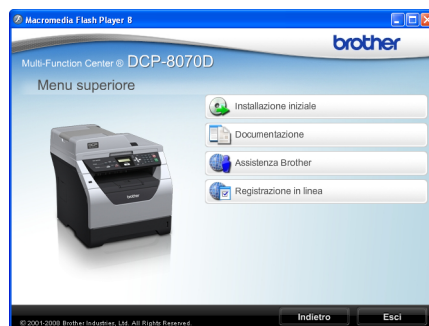 Macromedia Flash Player 8
brother
Multi-Function Center ® DCP-8070D
Menu superiore
Installazione iniziale
Documentazione
Assistenza Brother
Registrazione in linea
Indietro
Esci
© 2001-2008 Brother Industries, Ltd. All Rights Reserved.